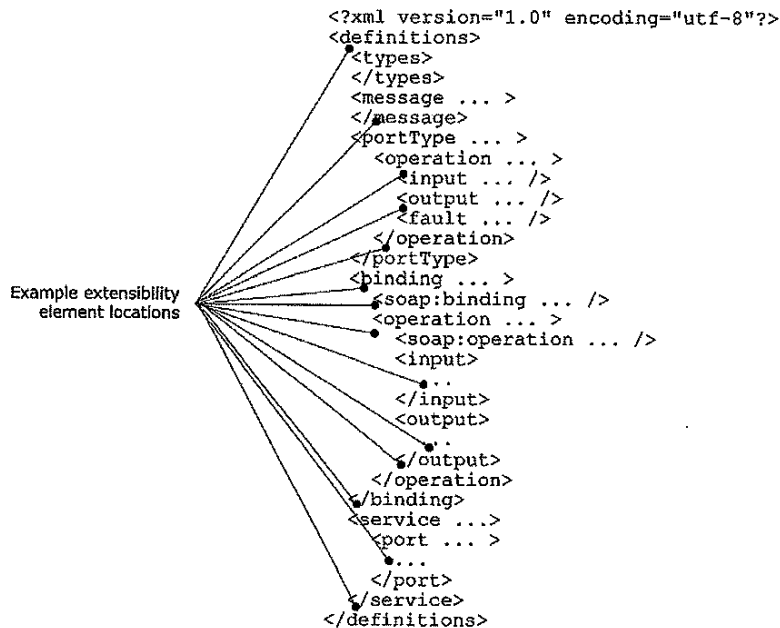 <?xml version="1.0" encoding="utf-8"?>
<definitions>
<types>
</types>
<message ... >
</message>
<portType ... >
<operation ... >
<input ... />
<output ... />
<fault ... />
</operation>
</portType>
<binding ... >
<soap:binding ... />
<operation ... >
<soap:operation ... />
<input>
...
</input>
<output>
...
</output>
</operation>
</binding>
<service ...>
<port ... >
...
</port>
</service>
</definitions>
Example extensibility
element locations